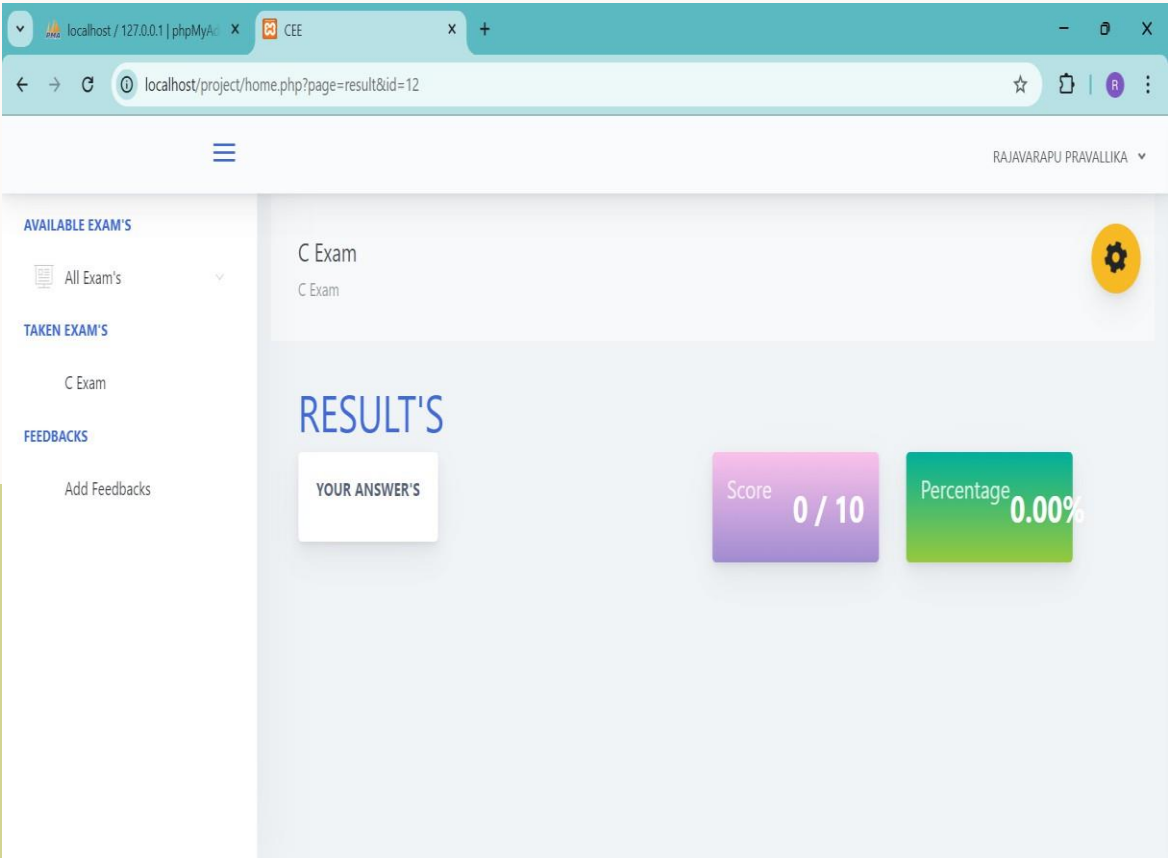 localhost / 127.0.0.1 | phpMyAd
CEE
localhost/project/home.php?page=result&id=12
R
RAJAVARAPU PRAVALLIKA
AVAILABLE EXAM'S
All Exam's
TAKEN EXAM'S
C Exam
FEEDBACKS
Add Feedbacks
C Exam
C Exam
RESULT'S
YOUR ANSWER'S
Score
0 / 10
Percentage
0.00%